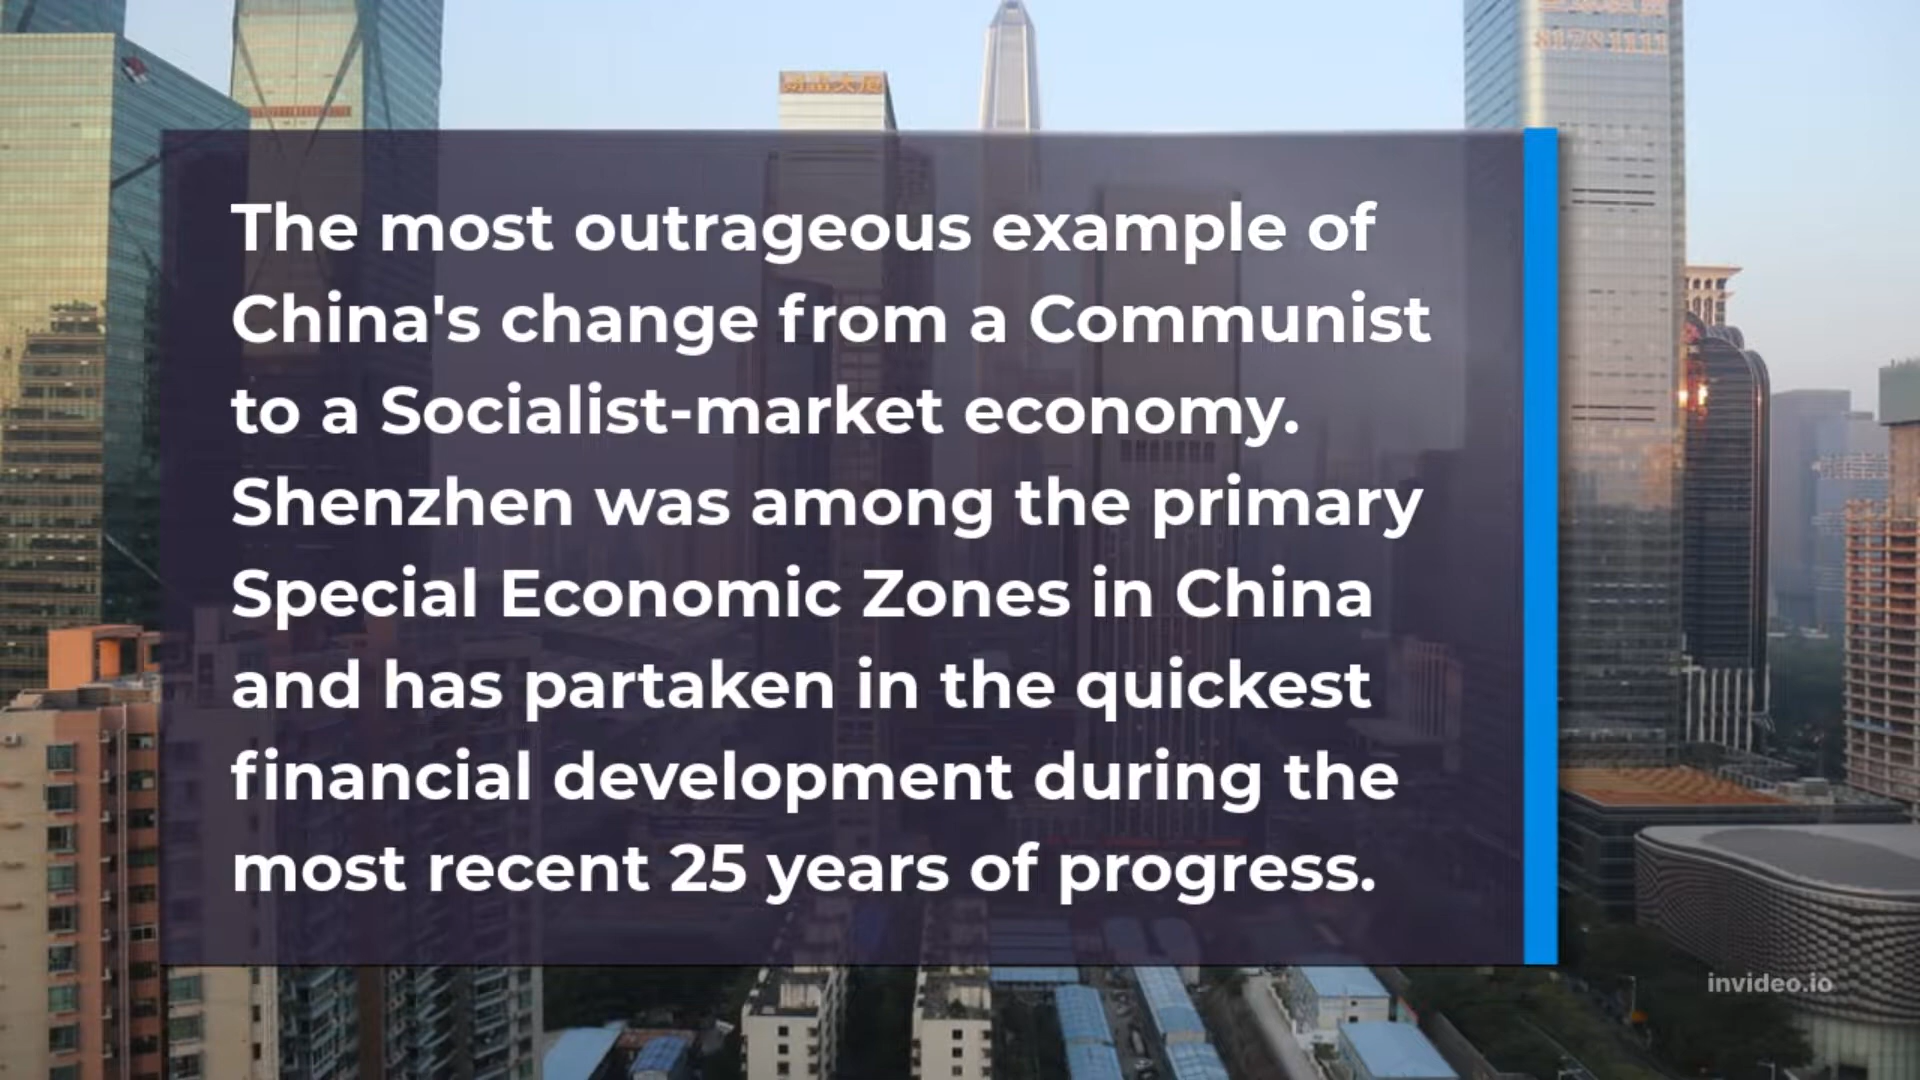 The most outrageous example of
China's change from a Communist
to a Socialist-market economy.
Shenzhen was among the primary
Special Economic Zones in China
and has partaken in the quickest
financial development during the
most recent 25 years of progress.
invideo.io